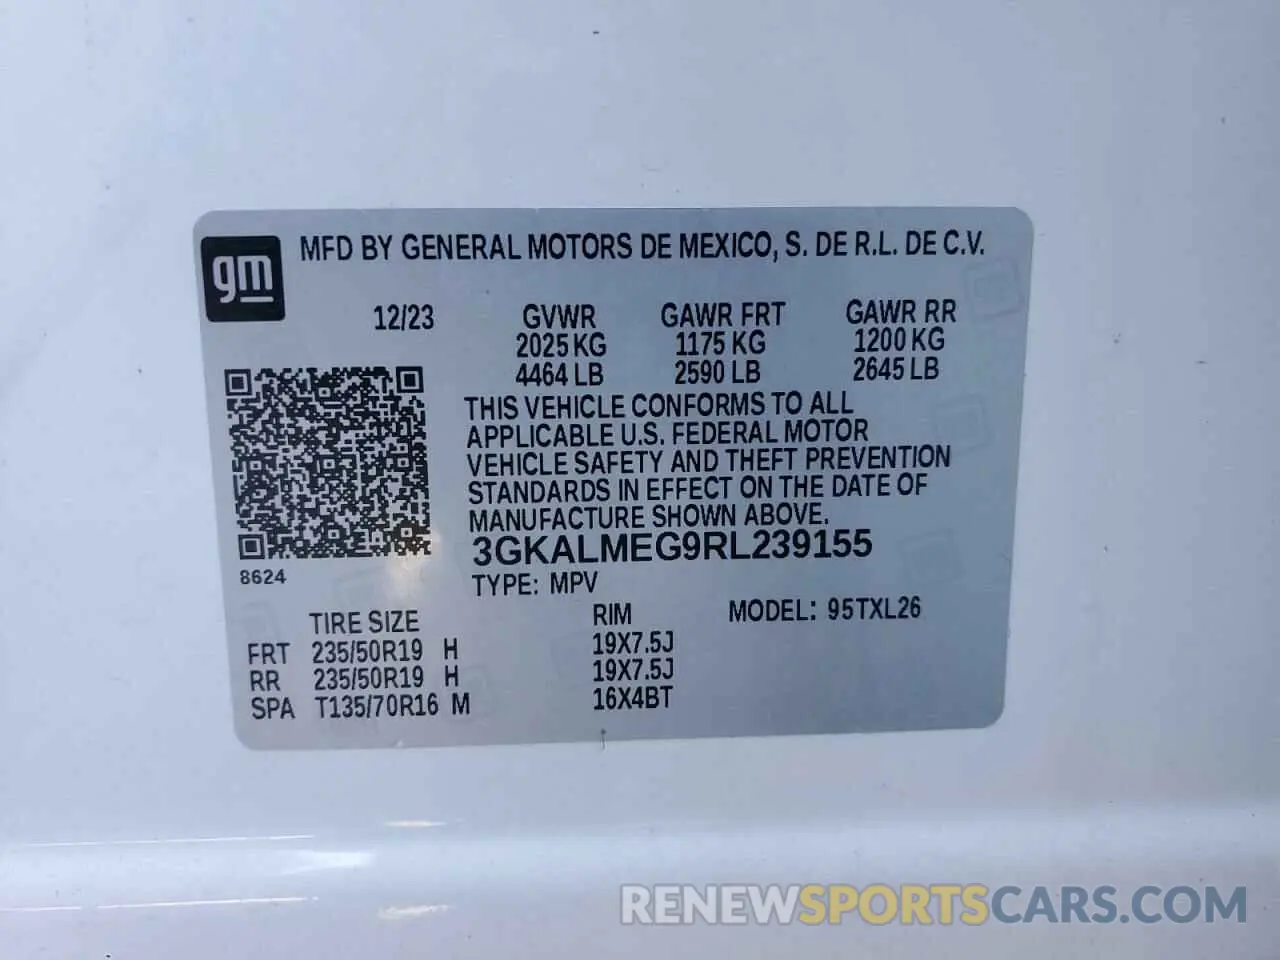 gm
MFD BY GENERAL MOTORS DE MEXICO, S. DE R.L. DE C.V.
12/23 GVWR GAWR FRT GAWR RR
2025 KG 1175 KG 1200 KG
4464 LB 2590 LB 2645 LB
THIS VEHICLE CONFORMS TO ALL
APPLICABLE U.S. FEDERAL MOTOR
VEHICLE SAFETY AND THEFT PREVENTION
STANDARDS IN EFFECT ON THE DATE OF
MANUFACTURE SHOWN ABOVE.
3GKALMEG9RL239155
8624
TYPE: MPV
TIRE SIZE RIM MODEL: 95TXL26
FRT 235/50R19 H 19X7.5J
RR 235/50R19 H 19X7.5J
SPA T135/70R16 M 16X4BT
RENEWSPORTSCARS.COM